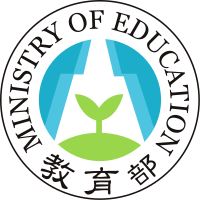 MINISTRY OF EDUCATION
教育部